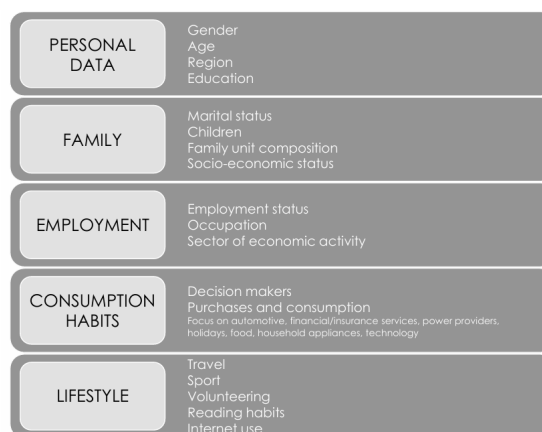 PERSONAL
DATA
Gender
Age
Region
Education
FAMILY
Marital status
Children
Family unit composition
Socio-economic status
EMPLOYMENT
Employment status
Occupation
Sector of economic activity
CONSUMPTION
HABITS
Decision makers
Purchases and consumption
Focus on automotive, financial/insurance services, power providers,
holidays, food, household appliances, technology
LIFESTYLE
Travel
Sport
Volunteering
Reading habits
Internet use